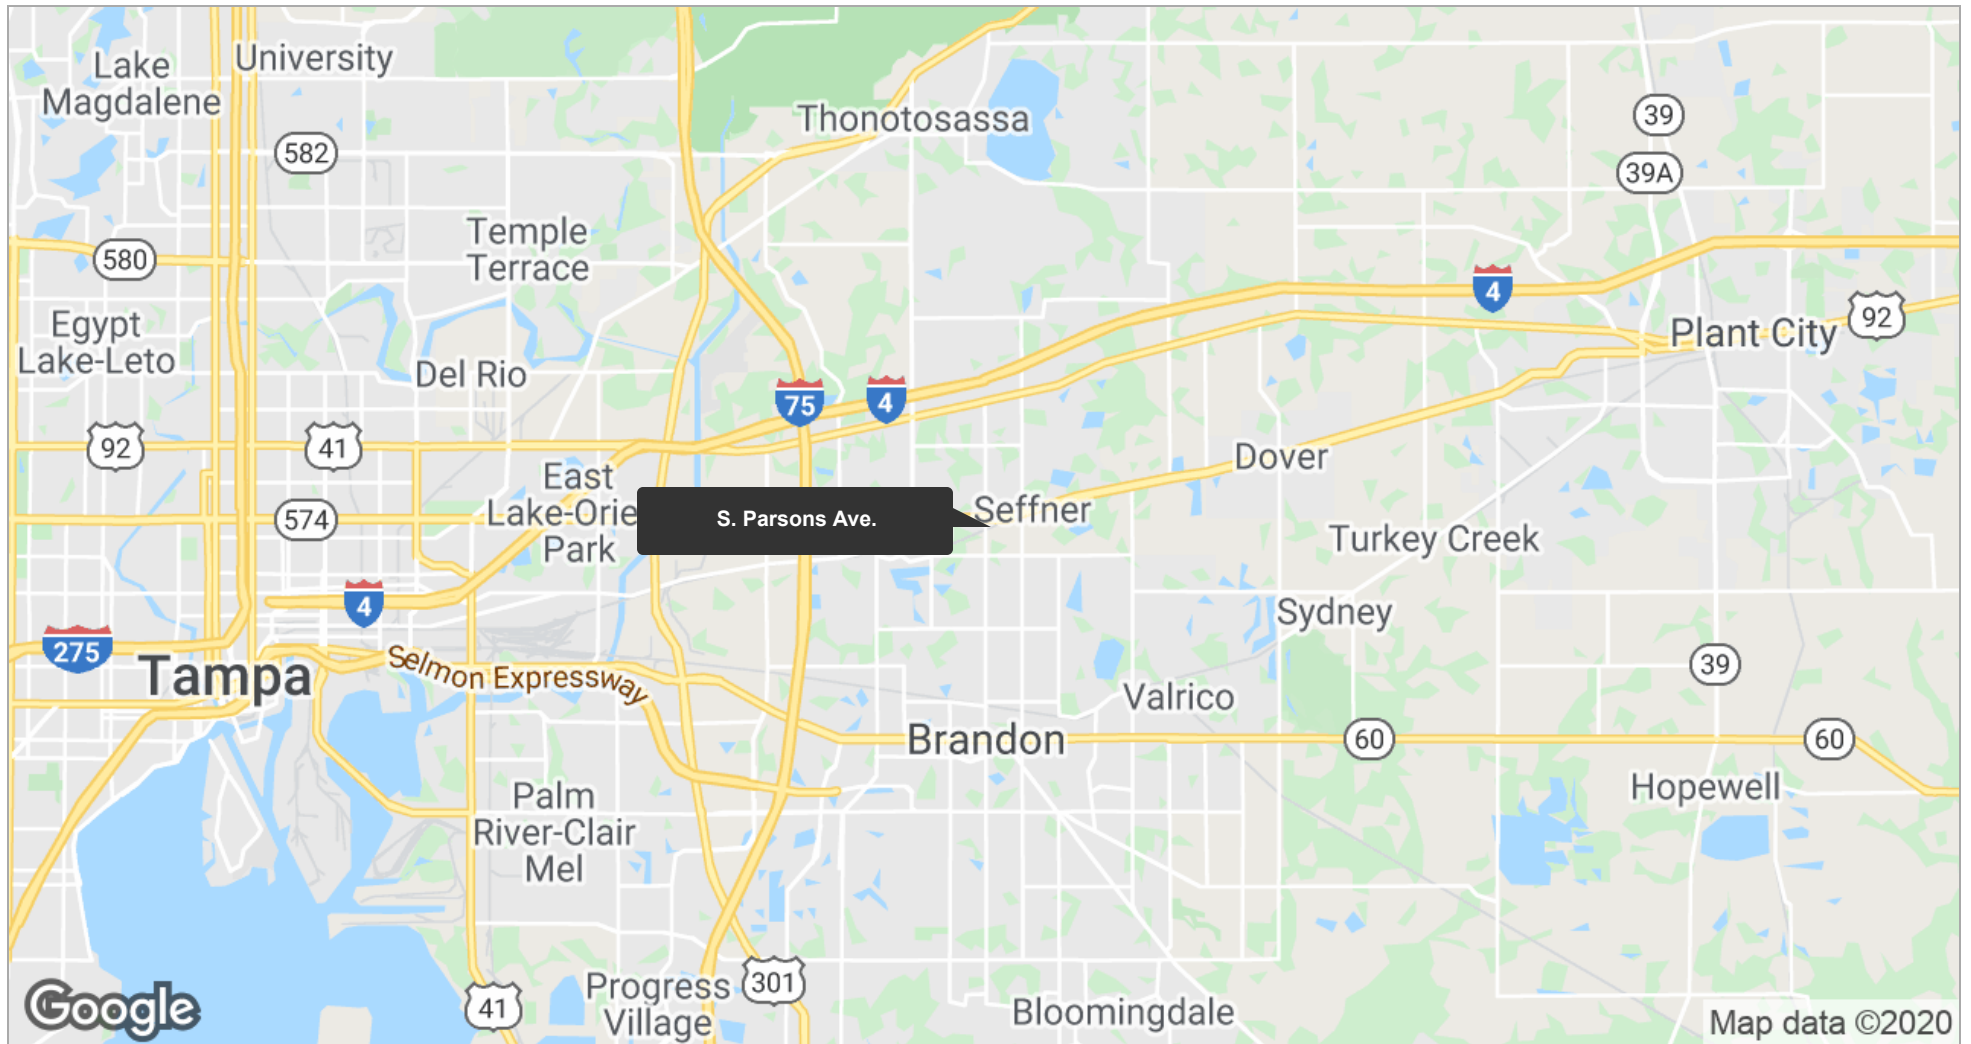 Lake
Magdalene
University
582
Thonotosassa
39
39A
Temple
Terrace
580
4
Egypt
Lake-Leto
Plant City
92
Del Rio
75
4
92
41
Dover
East
Lake-Orie
Park
574
S. Parsons Ave.
Seffner
Turkey Creek
4
Sydney
275
Tampa
Selmon Expressway
39
Valrico
Brandon
60
60
Hopewell
Palm
River-Clair
Mel
Progress
Village
301
41
Bloomingdale
Google
Map data ©2020